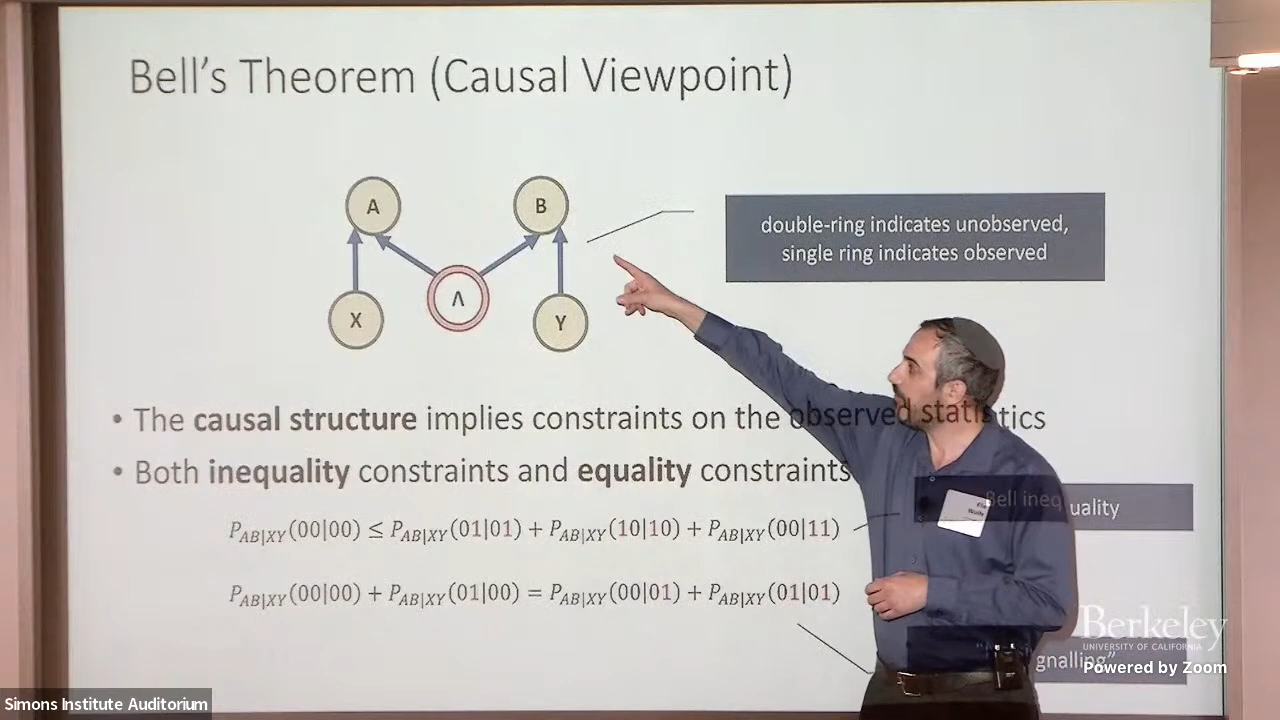 Bell's Theorem (Causal Viewpoint)
A
B
double-ring indicates unobserved,
single ring indicates observed
Λ
X
Y
• The causal structure implies constraints on the observed statistics
• Both inequality constraints and equality constraints
P_{AB|XY}(00|00) ≤ P_{AB|XY}(01|01) + P_{AB|XY}(10|10) + P_{AB|XY}(00|11)
Bell inequality
P_{AB|XY}(00|00) + P_{AB|XY}(01|00) = P_{AB|XY}(00|01) + P_{AB|XY}(01|01)
gnalling"
Berkeley
UNIVERSITY OF CALIFORNIA
Powered by Zoom
Simons Institute Auditorium